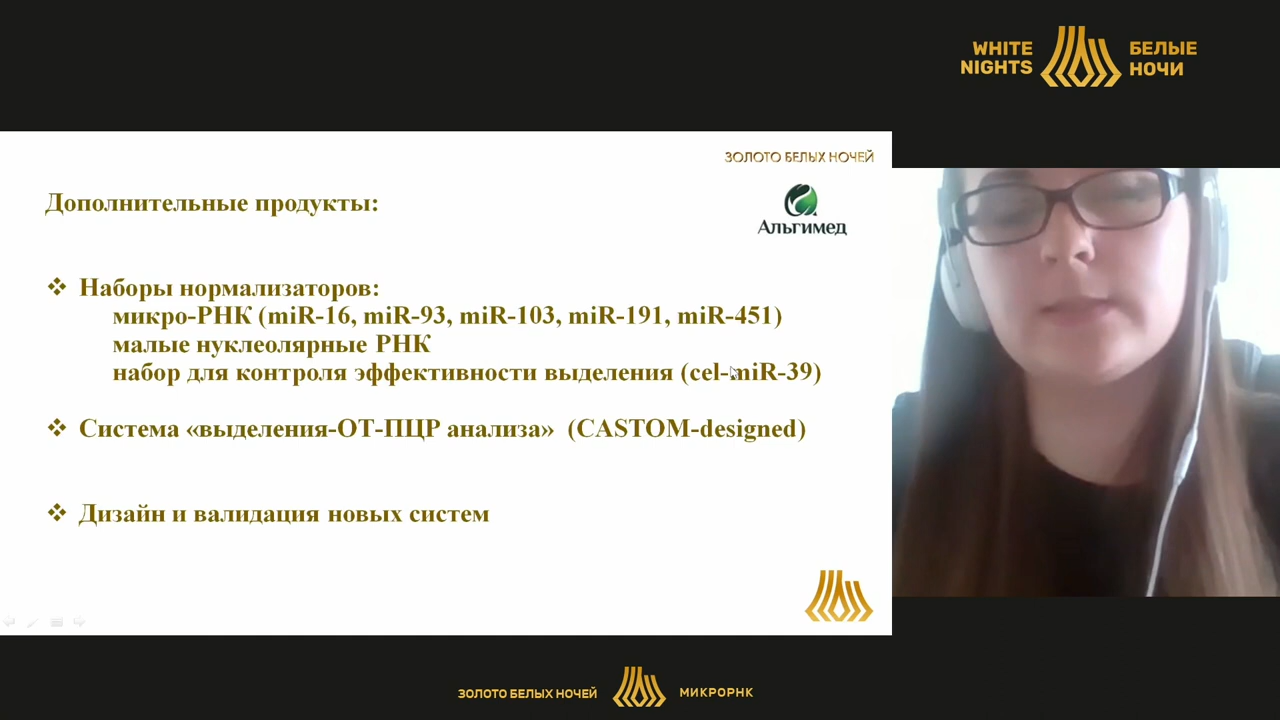 WHITE
NIGHTS
БЕЛЫЕ
НОЧИ
ЗОЛОТО БЕЛЫХ НОЧЕЙ
Альгимед
Дополнительные продукты:
❖ Наборы нормализаторов:
микро-РНК (miR-16, miR-93, miR-103, miR-191, miR-451)
малые нуклеолярные РНК
набор для контроля эффективности выделения (cel-miR-39)
❖ Система «выделения-ОТ-ПЦР анализа» (CASTOM-designed)
❖ Дизайн и валидация новых систем
ЗОЛОТО БЕЛЫХ НОЧЕЙ
МИКРОРНК